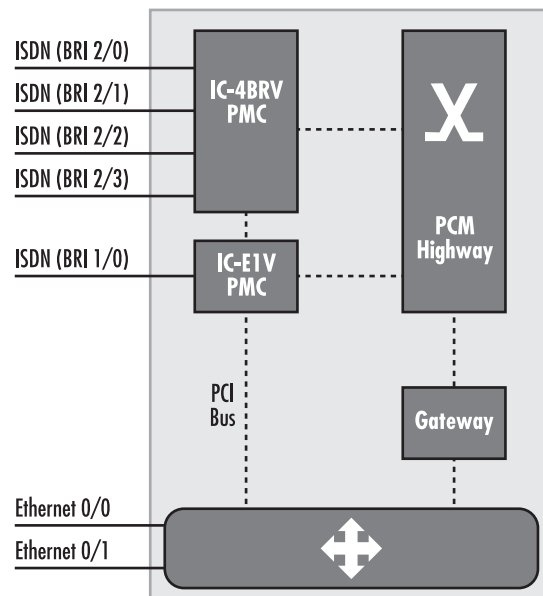 ISDN (BRI 2/0)
ISDN (BRI 2/1)
ISDN (BRI 2/2)
ISDN (BRI 2/3)
IC-4BRV
PMC
PCM
Highway
ISDN (BRI 1/0)
IC-E1V
PMC
PCI
Bus
Gateway
Ethernet 0/0
Ethernet 0/1